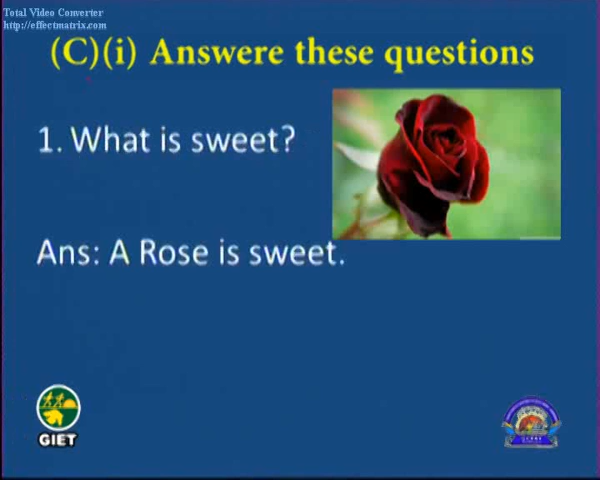 Total Video Converter
http://effectmatrix.com
(C)(i) Answere these questions
1. What is sweet?
Ans: A Rose is sweet.
GIET